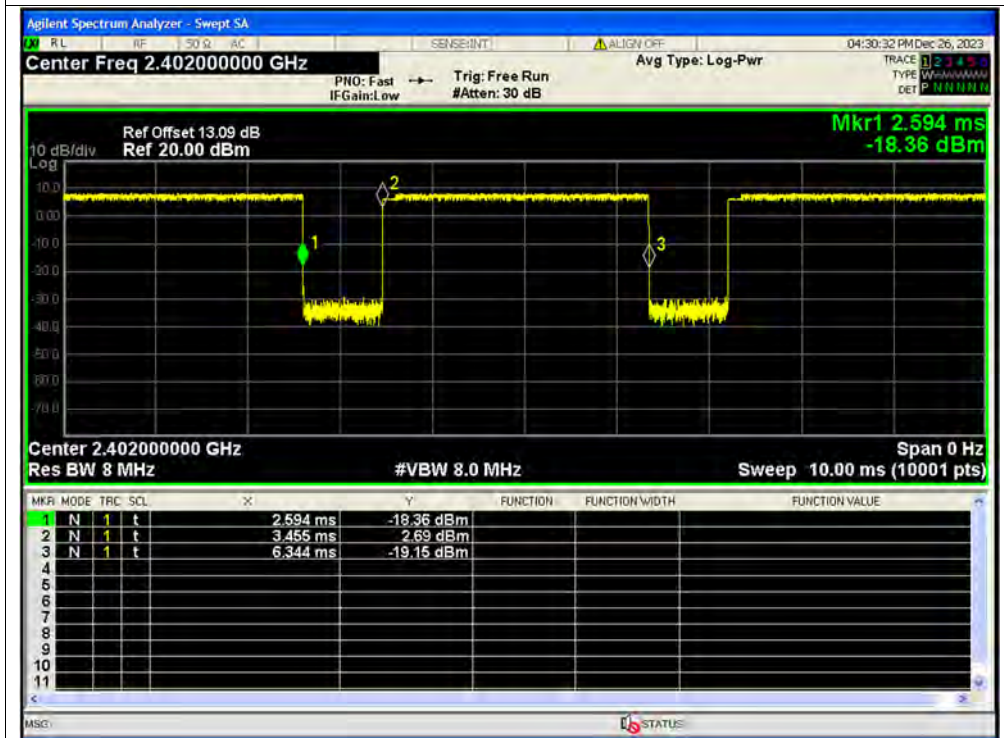 Agilent Spectrum Analyzer - Swept SA
RL RF 50 Ω AC SENSE:INT ALIGN OFF 04:30:32 PM Dec 26, 2023
Center Freq 2.402000000 GHz Avg Type: Log-Pwr TRACE 1 2 3 4 5 6
PNO: Fast Trig: Free Run TYPE W
IFGain:Low #Atten: 30 dB DET P N N N N N
Mkr1 2.594 ms
Ref Offset 13.09 dB
10 dB/div Ref 20.00 dBm -18.36 dBm
Log
10.0
2
0.00
-10.0
1
3
-20.0
-30.0
-40.0
-50.0
-60.0
-70.0
Center 2.402000000 GHz Span 0 Hz
Res BW 8 MHz #VBW 8.0 MHz Sweep 10.00 ms (10001 pts)
MKR MODE TRC SCL X Y FUNCTION FUNCTION WIDTH FUNCTION VALUE
1 N 1 t 2.594 ms -18.36 dBm
2 N 1 t 3.455 ms 2.69 dBm
3 N 1 t 6.344 ms -19.15 dBm
4
5
6
7
8
9
10
11
MSG STATUS